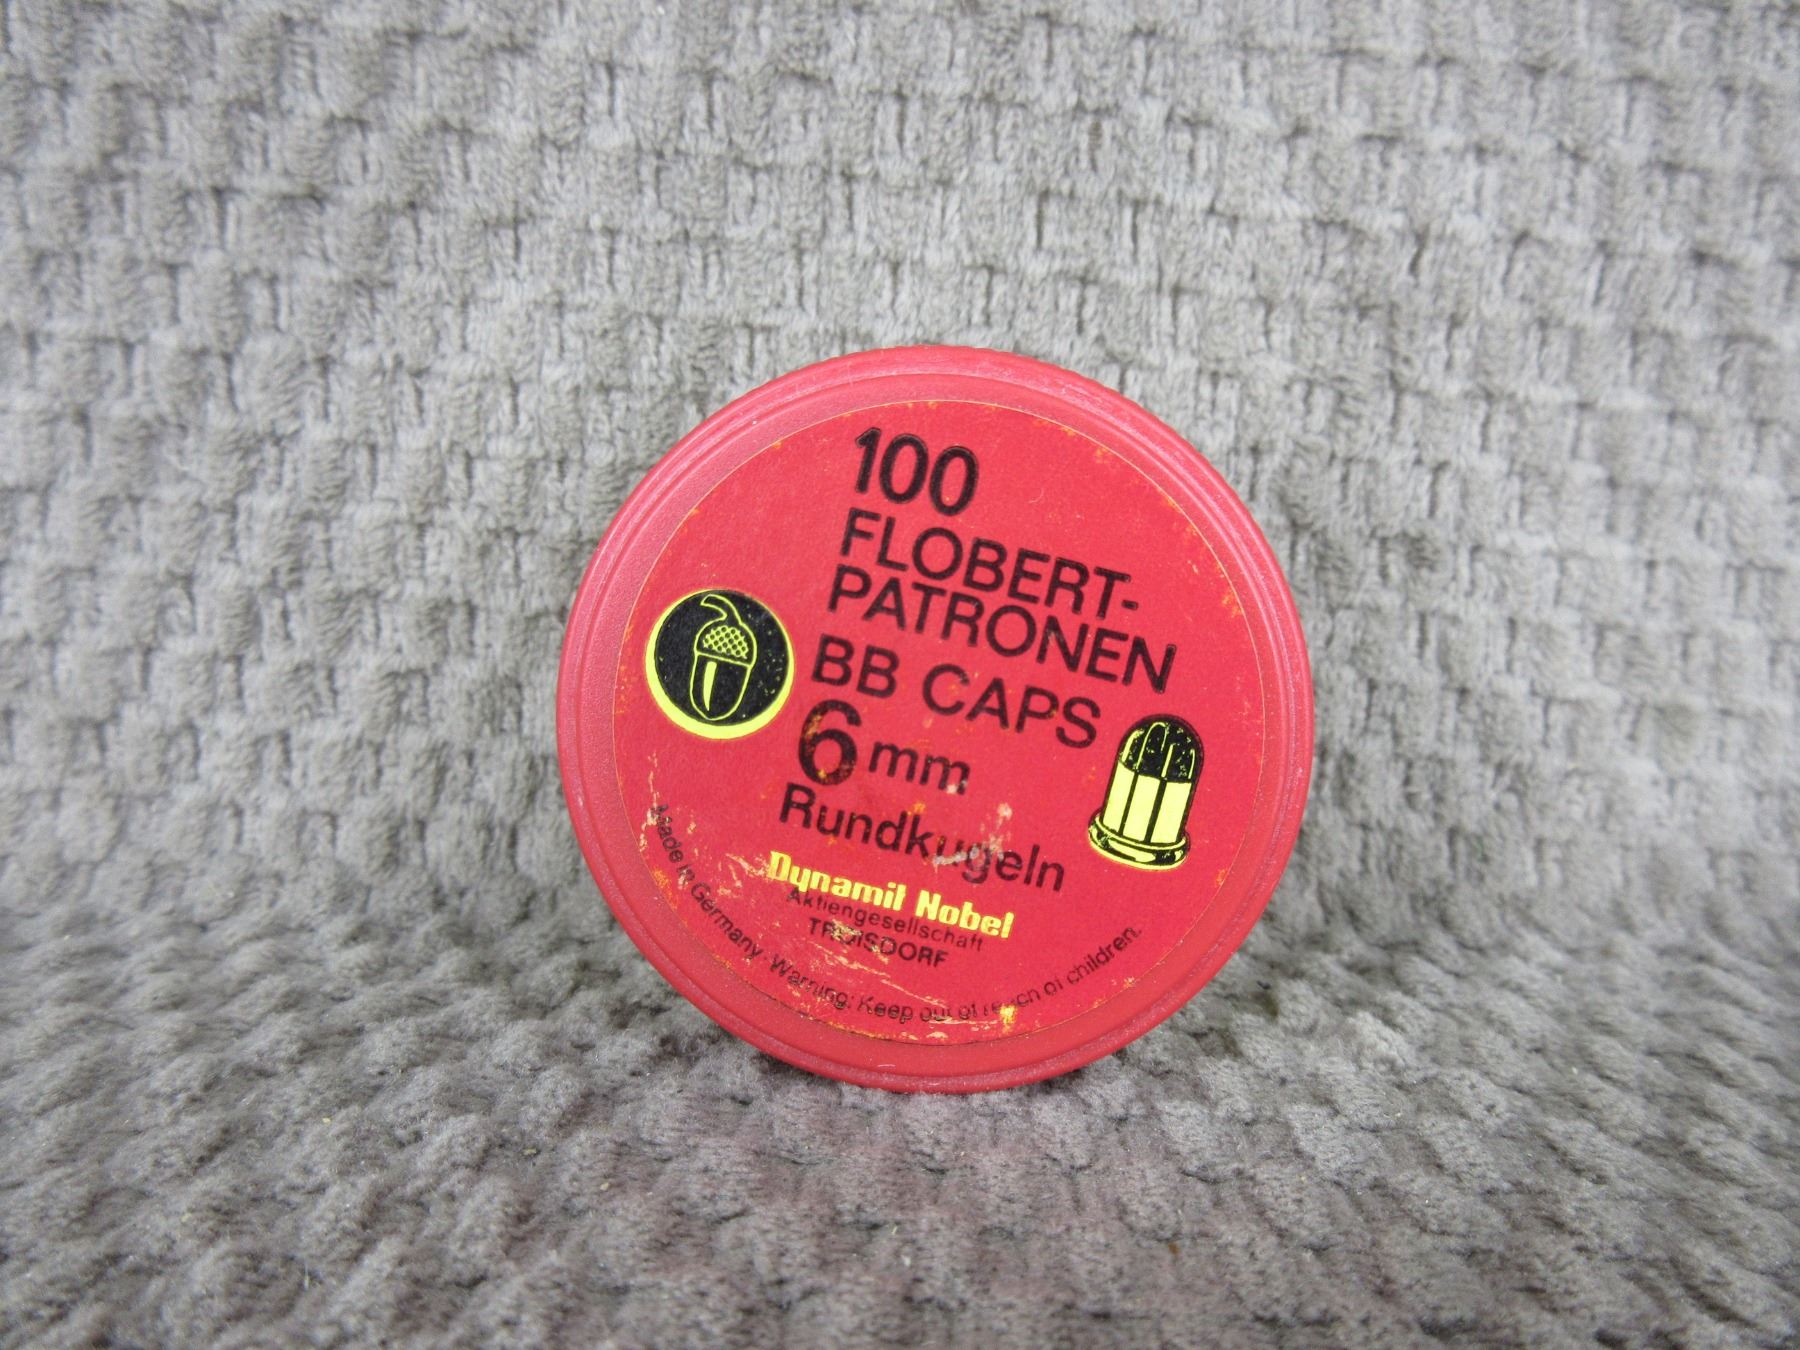 100
FLOBERT-
PATRONEN
BB CAPS
6 mm
Rundkugeln
Dynamit Nobel
Aktiengesellschaft
TROISDORF
Made in Germany. Warning: Keep out of reach of children.